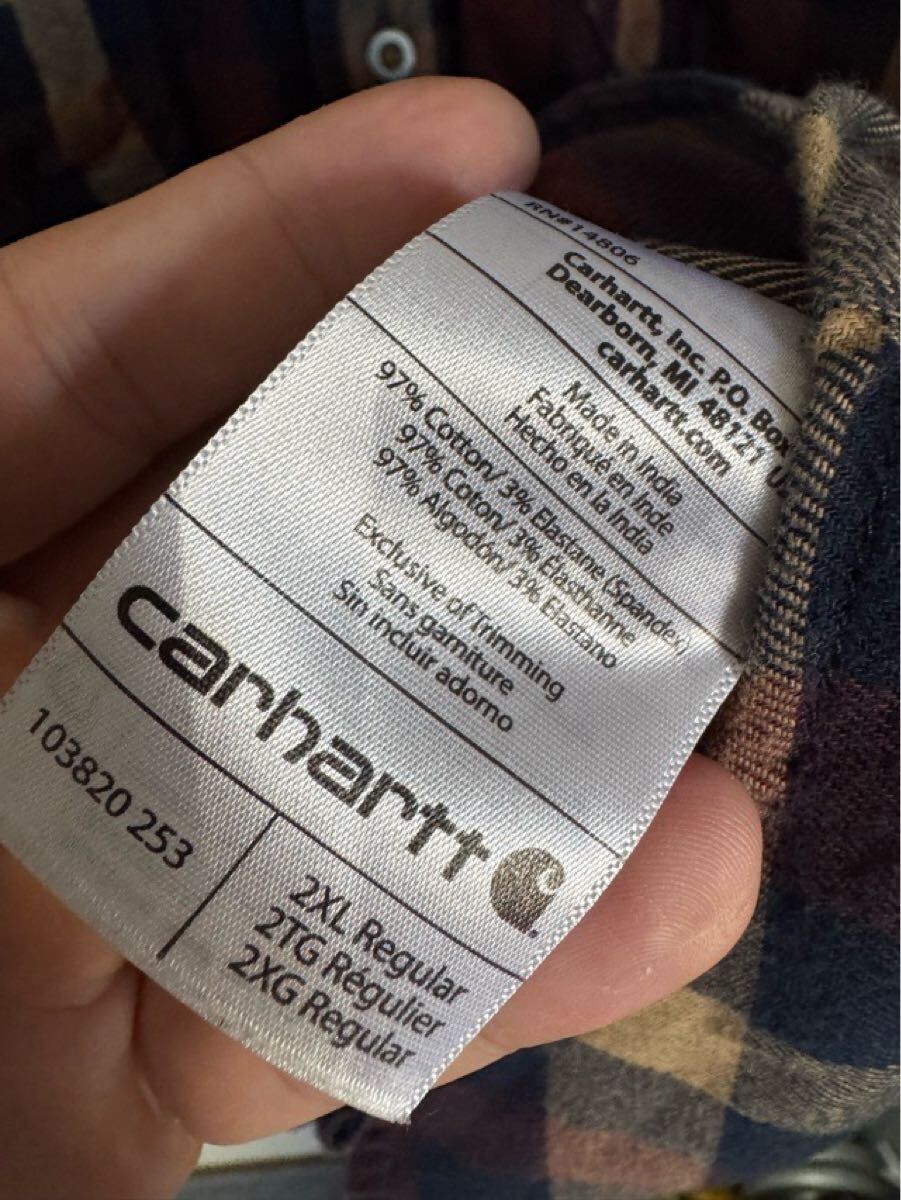 RN#14806
Carhartt, Inc. P.O. Box
Dearborn, MI 48121
carhartt.com
Made in India
Fabriqué en Inde
Hecho en la India
97% Cotton/ 3% Elastane (Spandex)
97% Coton/ 3% Élasthanne
97% Algodón/ 3% Elastano
Exclusive of Trimming
Sans garniture
Sin incluir adorno
carhartt
103820 253
2XL Regular
2TG Régulier
2XG Regular